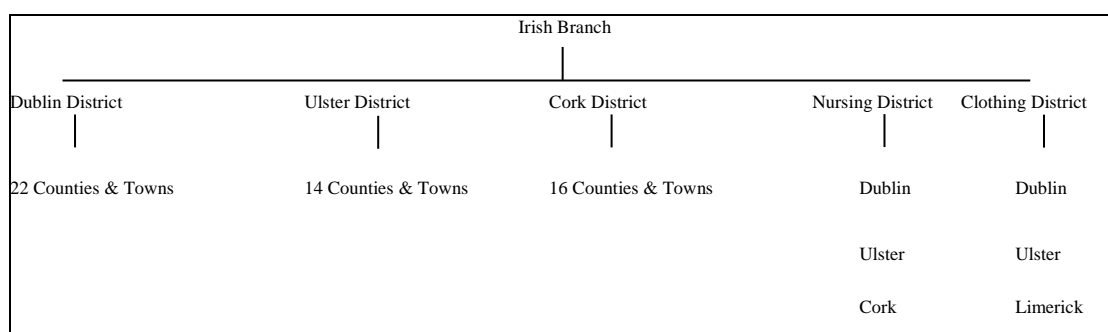 Irish Branch
Dublin District Ulster District Cork District Nursing District Clothing District
22 Counties & Towns 14 Counties & Towns 16 Counties & Towns Dublin Dublin
Ulster Ulster
Cork Limerick